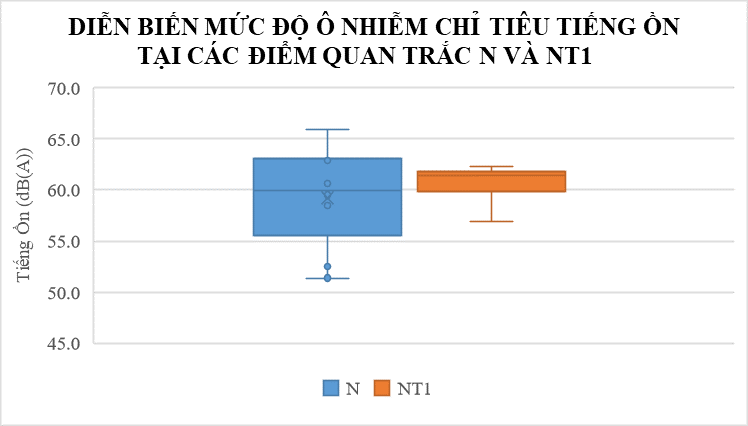 DIỄN BIẾN MỨC ĐỘ Ô NHIỄM CHỈ TIÊU TIẾNG ỒN
TẠI CÁC ĐIỂM QUAN TRẮC N VÀ NT1
70.0
65.0
60.0
55.0
50.0
45.0
Tiếng Ồn (dB(A))
N
NT1